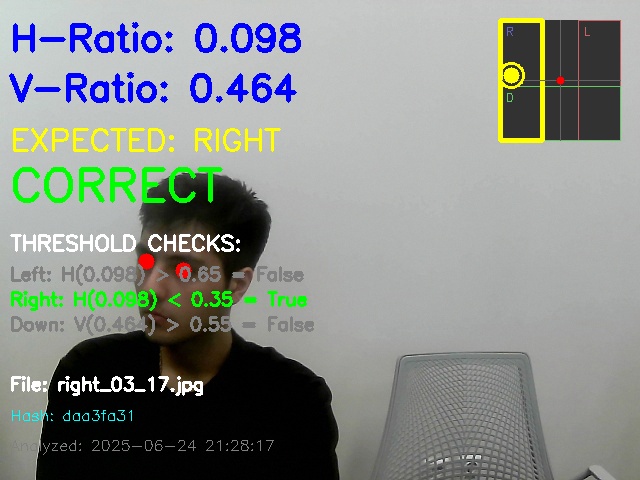 H-Ratio: 0.098
V-Ratio: 0.464
EXPECTED: RIGHT
CORRECT
THRESHOLD CHECKS:
Left: H(0.098) > 0.65 = False
Right: H(0.098) < 0.35 = True
Down: V(0.464) > 0.55 = False
File: right_03_17.jpg
Hash: daa3fa31
Analyzed: 2025-06-24 21:28:17
R
L
D